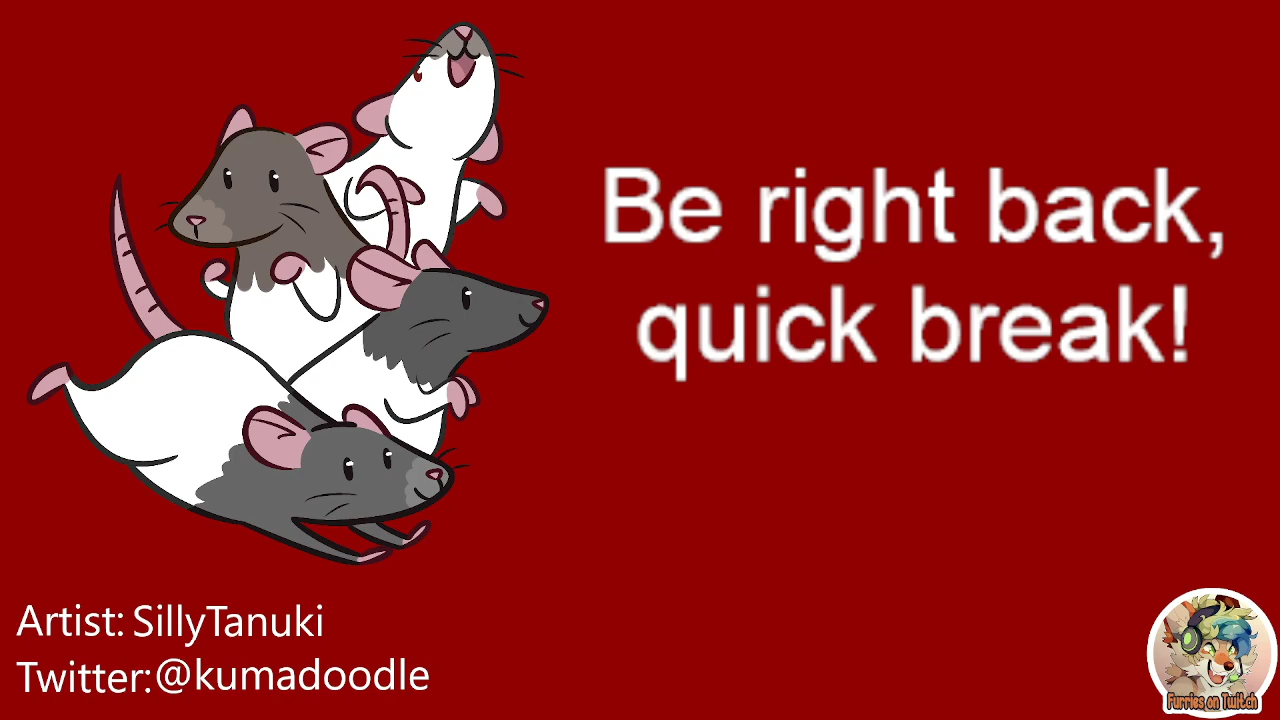 Be right back,
quick break!
Artist: SillyTanuki
Twitter:@kumadoodle
Furries on Twitch